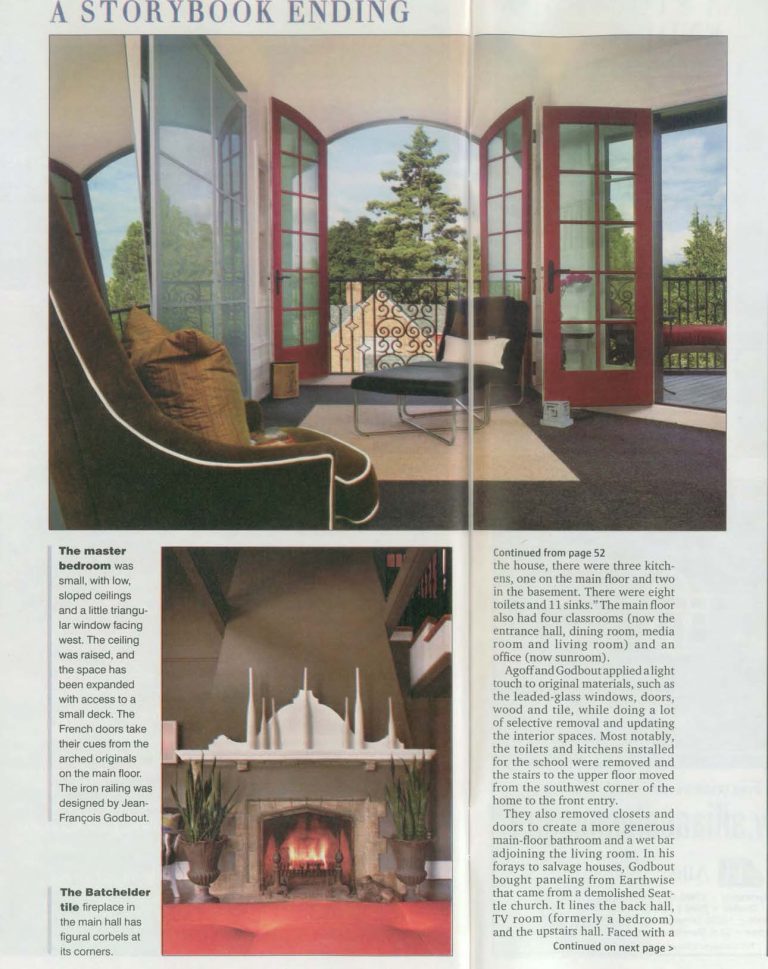 A STORYBOOK ENDING
The master
bedroom was
small, with low,
sloped ceilings
and a little triangu-
lar window facing
west. The ceiling
was raised, and
the space has
been expanded
with access to a
small deck. The
French doors take
their cues from the
arched originals
on the main floor.
The iron railing was
designed by Jean-
François Godbout.
The Batchelder
tile fireplace in
the main hall has
figural corbels at
its corners.
Continued from page 52
the house, there were three kitch-
ens, one on the main floor and two
in the basement. There were eight
toilets and 11 sinks.” The main floor
also had four classrooms (now the
entrance hall, dining room, media
room and living room) and an
office (now sunroom).
Agoff and Godbout applied a light
touch to original materials, such as
the leaded-glass windows, doors,
wood and tile, while doing a lot
of selective removal and updating
the interior spaces. Most notably,
the toilets and kitchens installed
for the school were removed and
the stairs to the upper floor moved
from the southwest corner of the
home to the front entry.
They also removed closets and
doors to create a more generous
main-floor bathroom and a wet bar
adjoining the living room. In his
forays to salvage houses, Godbout
bought paneling from Earthwise
that came from a demolished Seat-
tle church. It lines the back hall,
TV room (formerly a bedroom)
and the upstairs hall. Faced with a
Continued on next page >